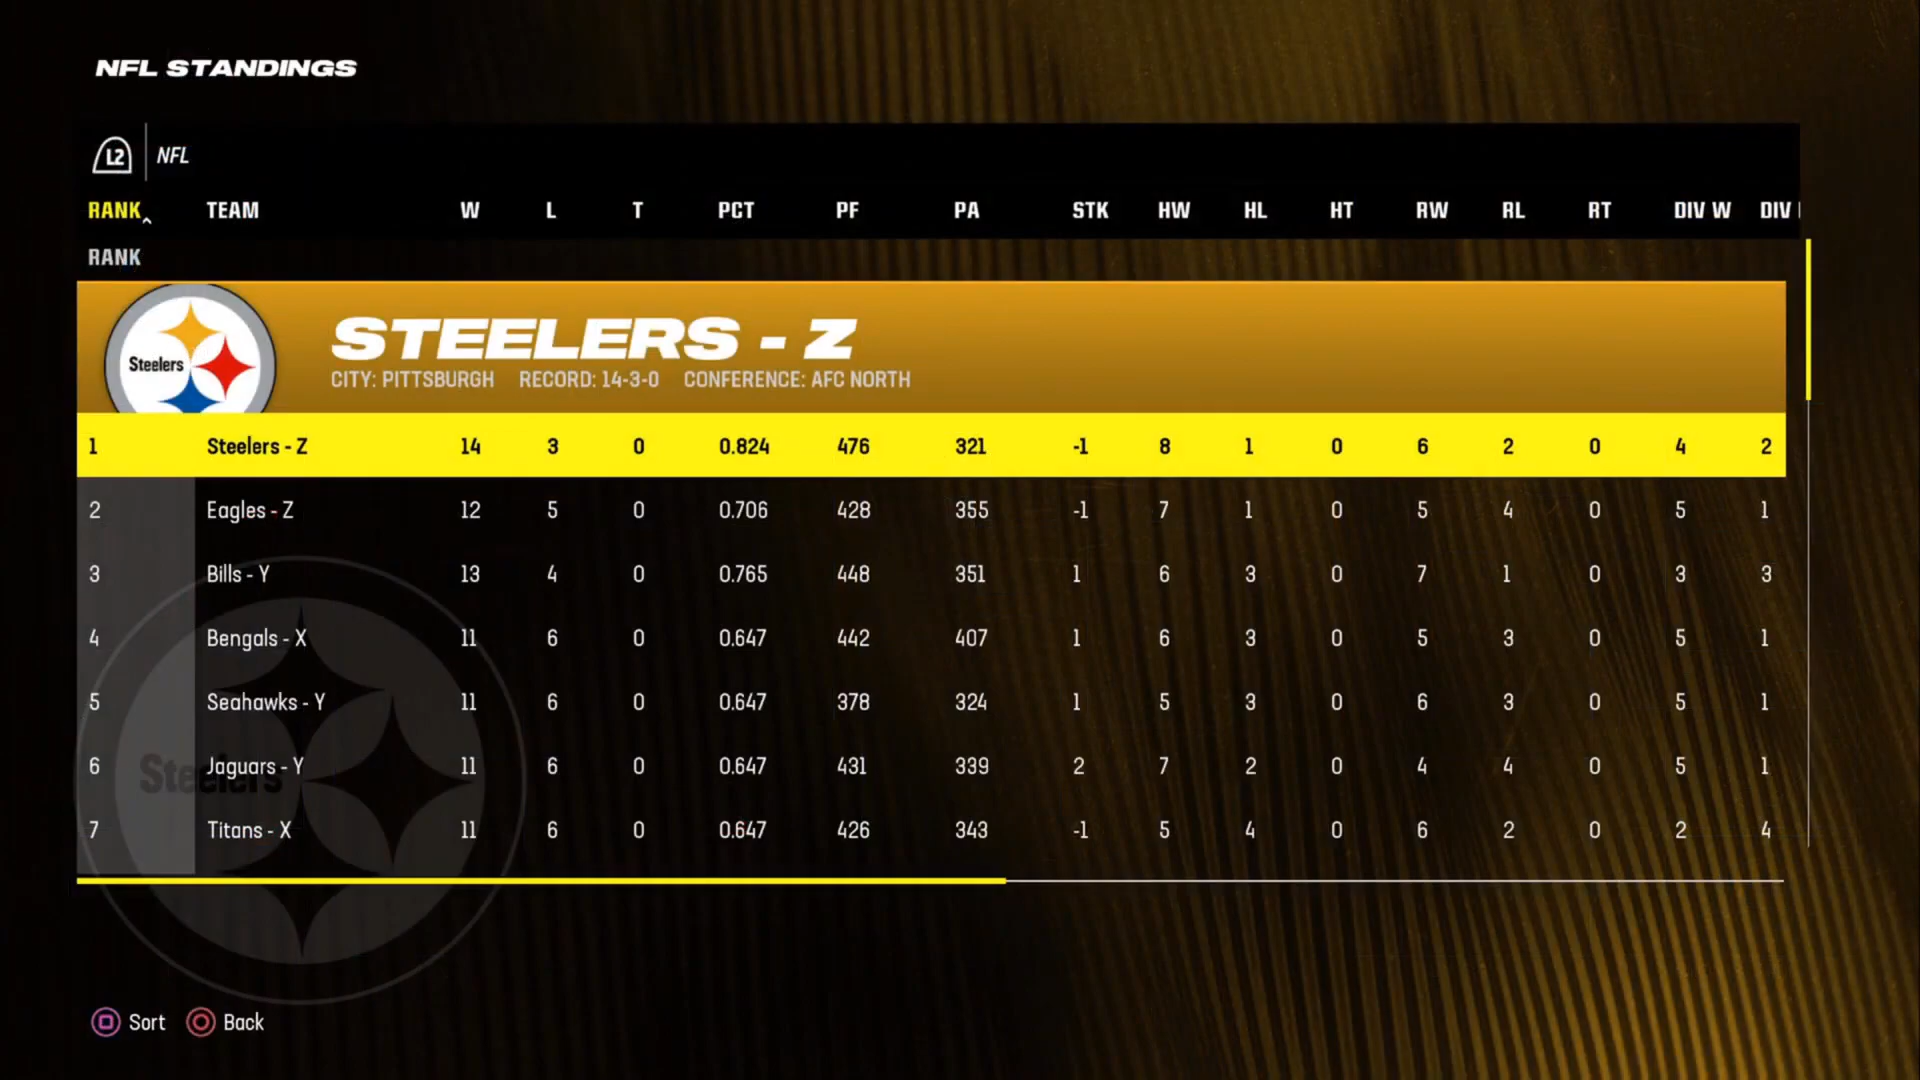 NFL STANDINGS
L2 NFL
RANK TEAM W L T PCT PF PA STK HW HL HT RW RL RT DIV W DIV
RANK
Steelers
STEELERS - Z
CITY: PITTSBURGH RECORD: 14-3-0 CONFERENCE: AFC NORTH
1 Steelers - Z 14 3 0 0.824 476 321 -1 8 1 0 6 2 0 4 2
2 Eagles - Z 12 5 0 0.706 428 355 -1 7 1 0 5 4 0 5 1
3 Bills - Y 13 4 0 0.765 448 351 1 6 3 0 7 1 0 3 3
4 Bengals - X 11 6 0 0.647 442 407 1 6 3 0 5 3 0 5 1
5 Seahawks - Y 11 6 0 0.647 378 324 1 5 3 0 6 3 0 5 1
6 Jaguars - Y 11 6 0 0.647 431 339 2 7 2 0 4 4 0 5 1
Steelers
7 Titans - X 11 6 0 0.647 426 343 -1 5 4 0 6 2 0 2 4
Sort Back